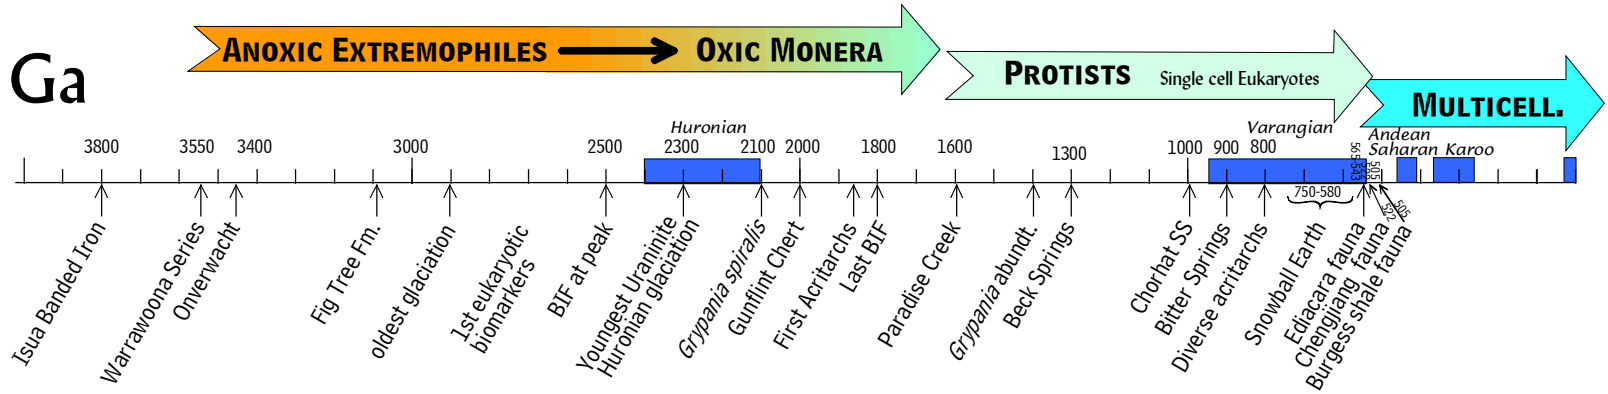 ANOXIC EXTREMOPHILES
OXIC MONERA
PROTISTS Single cell Eukaryotes
MULTICELL.
Ga
Huronian
Varangian
Andean
Saharan Karoo
3800 3550 3400 3000 2500 2300 2100 2000 1800 1600 1300 1000 900 800
750-580
505
522
505
Isua Banded Iron
Warrawoona Series
Onverwacht
Fig Tree Fm.
oldest glaciation
1st eukaryotic
biomarkers
BIF at peak
Youngest Uraninite
Huronian glaciation
Grypania spiralis
Gunflint Chert
First Acritarchs
Last BIF
Paradise Creek
Grypania abundt.
Beck Springs
Chorhat SS
Bitter Springs
Diverse acritarchs
Snowball Earth
Ediacara fauna
Chengjiang fauna
Burgess shale fauna